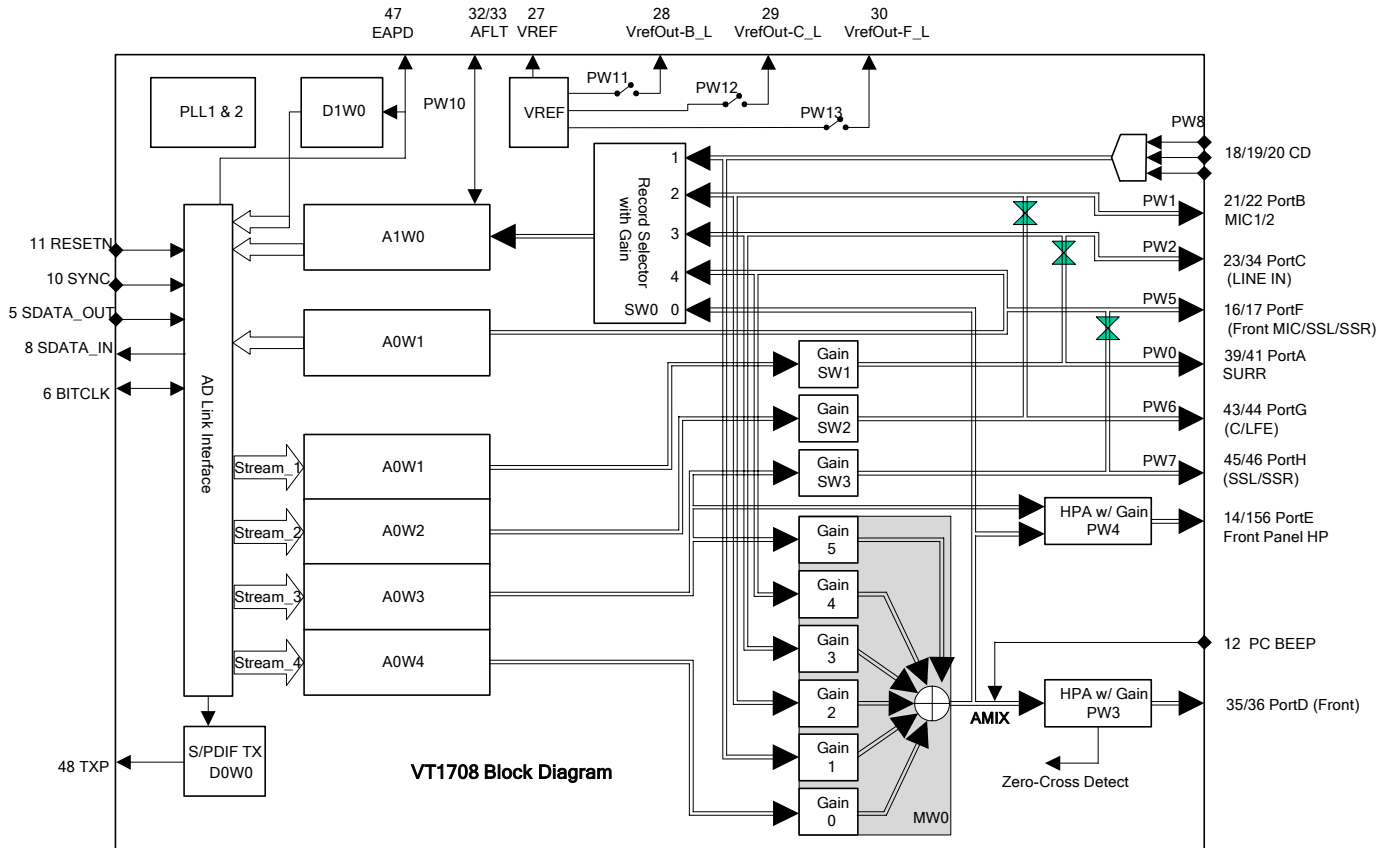 47
EAPD
32/33
AFLT
27
VREF
28
VrefOut-B_L
29
VrefOut-C_L
30
VrefOut-F_L
PLL1 & 2
D1W0
PW10
VREF
PW11
PW12
PW13
PW8
18/19/20 CD
Record Selector
with Gain
1
2
3
4
SW0 0
PW1
21/22 PortB
MIC1/2
PW2
23/34 PortC
(LINE IN)
PW5
16/17 PortF
(Front MIC/SSL/SSR)
PW0
39/41 PortA
SURR
PW6
43/44 PortG
(C/LFE)
PW7
45/46 PortH
(SSL/SSR)
11 RESETN
10 SYNC
5 SDATA_OUT
8 SDATA_IN
6 BITCLK
AD Link Interface
A1W0
A0W1
Gain
SW1
Gain
SW2
Gain
SW3
Stream_1
A0W1
Stream_2
A0W2
Stream_3
A0W3
Stream_4
A0W4
HPA w/ Gain
PW4
14/156 PortE
Front Panel HP
Gain
5
Gain
4
Gain
3
Gain
2
Gain
1
Gain
0
MW0
AMIX
12 PC BEEP
HPA w/ Gain
PW3
35/36 PortD (Front)
Zero-Cross Detect
S/PDIF TX
D0W0
48 TXP
VT1708 Block Diagram